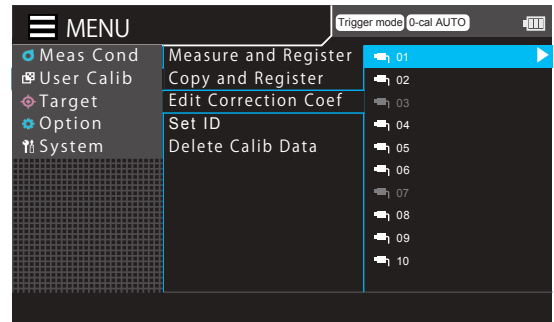 MENU
Trigger mode 0-cal AUTO
Meas Cond
User Calib
Target
Option
System
Measure and Register
Copy and Register
Edit Correction Coef
Set ID
Delete Calib Data
01
02
03
04
05
06
07
08
09
10